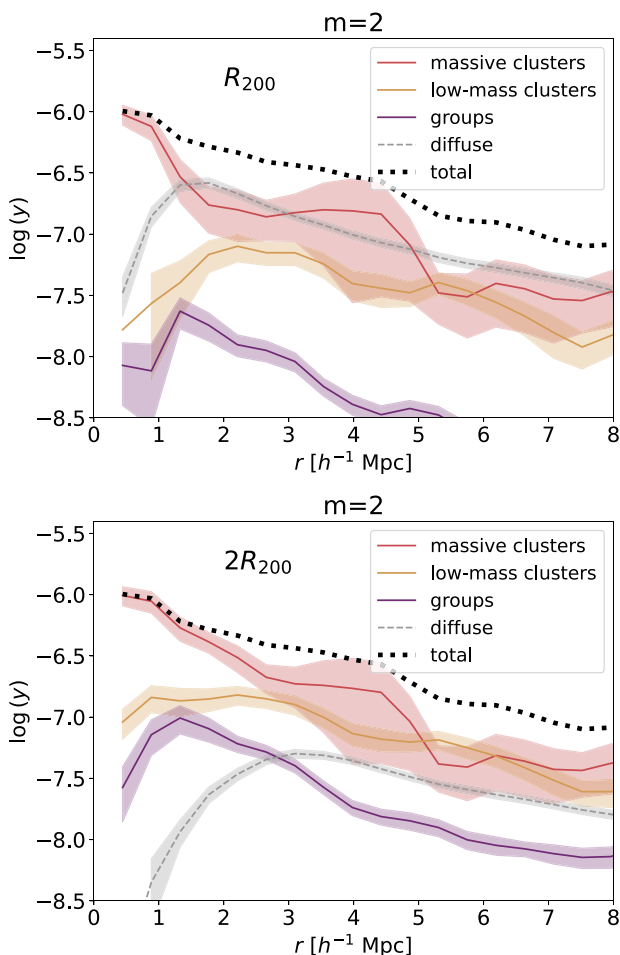 m=2
R200
massive clusters
low-mass clusters
groups
diffuse
total
log(y)
−5.5
−6.0
−6.5
−7.0
−7.5
−8.0
−8.5
0 1 2 3 4 5 6 7 8
r [h⁻¹ Mpc]
m=2
2R200
massive clusters
low-mass clusters
groups
diffuse
total
log(y)
−5.5
−6.0
−6.5
−7.0
−7.5
−8.0
−8.5
0 1 2 3 4 5 6 7 8
r [h⁻¹ Mpc]